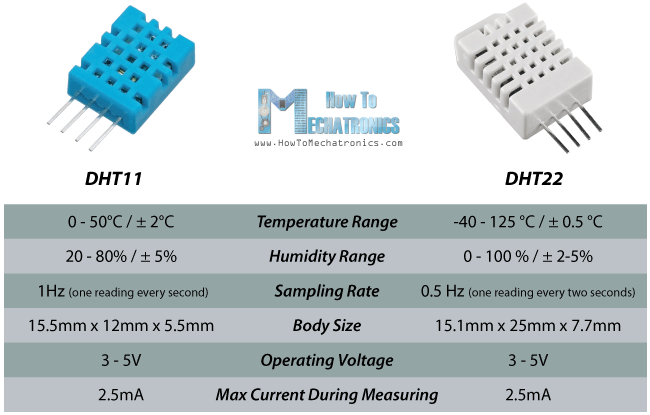 How To
MECHATRONICS
www.HowToMechatronics.com
DHT11 DHT22
0 - 50°C / ± 2°C Temperature Range -40 - 125 °C / ± 0.5 °C
20 - 80% / ± 5% Humidity Range 0 - 100 % / ± 2-5%
1Hz (one reading every second) Sampling Rate 0.5 Hz (one reading every two seconds)
15.5mm x 12mm x 5.5mm Body Size 15.1mm x 25mm x 7.7mm
3 - 5V Operating Voltage 3 - 5V
2.5mA Max Current During Measuring 2.5mA